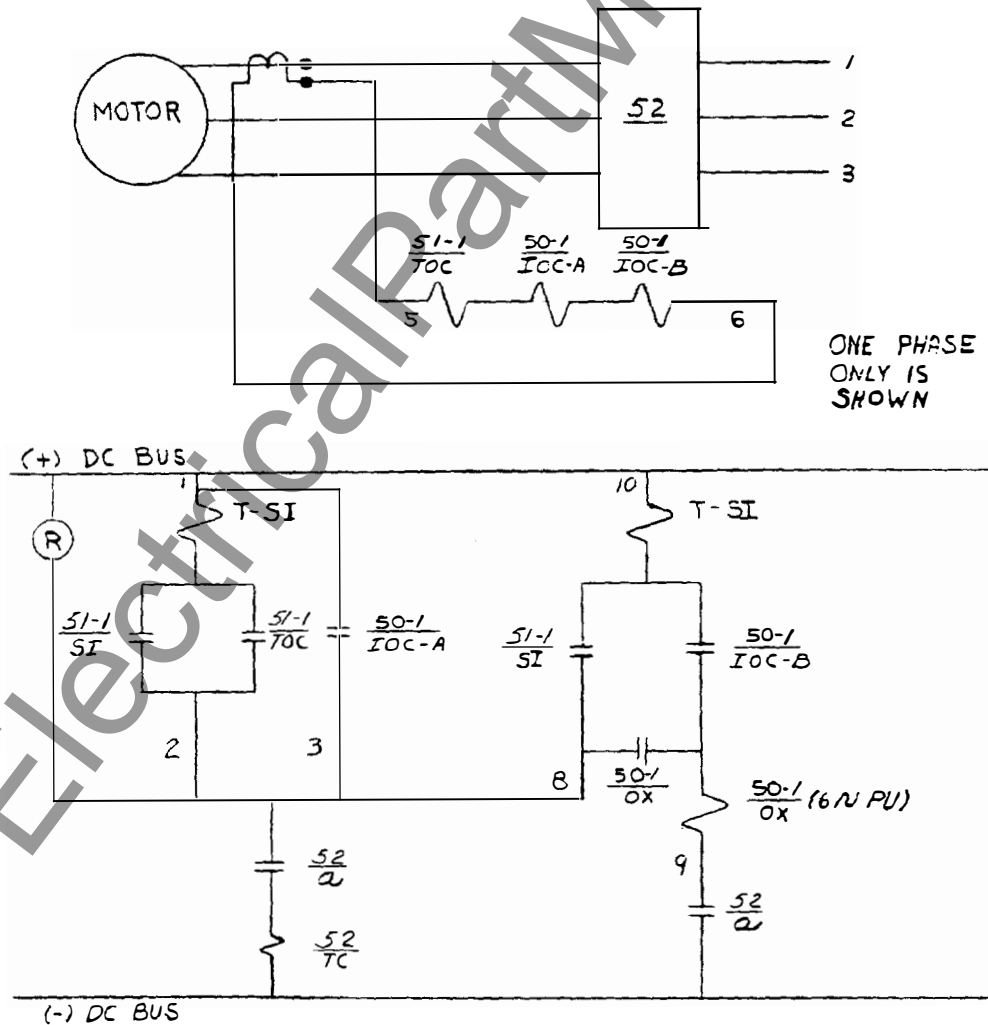 MOTOR
52
1
2
3
51-1
TOC
50-1
IOC-A
50-1
IOC-B
5
6
ONE PHASE
ONLY IS
SHOWN
(+) DC BUS
1
T-SI
10
T-SI
R
51-1
SI
51-1
TOC
50-1
IOC-A
51-1
SI
50-1
IOC-B
2
3
8
50-1
OX
50-1
OX
(6N PU)
9
52
a
52
TC
52
a
(-) DC BUS
ElectricalPartM